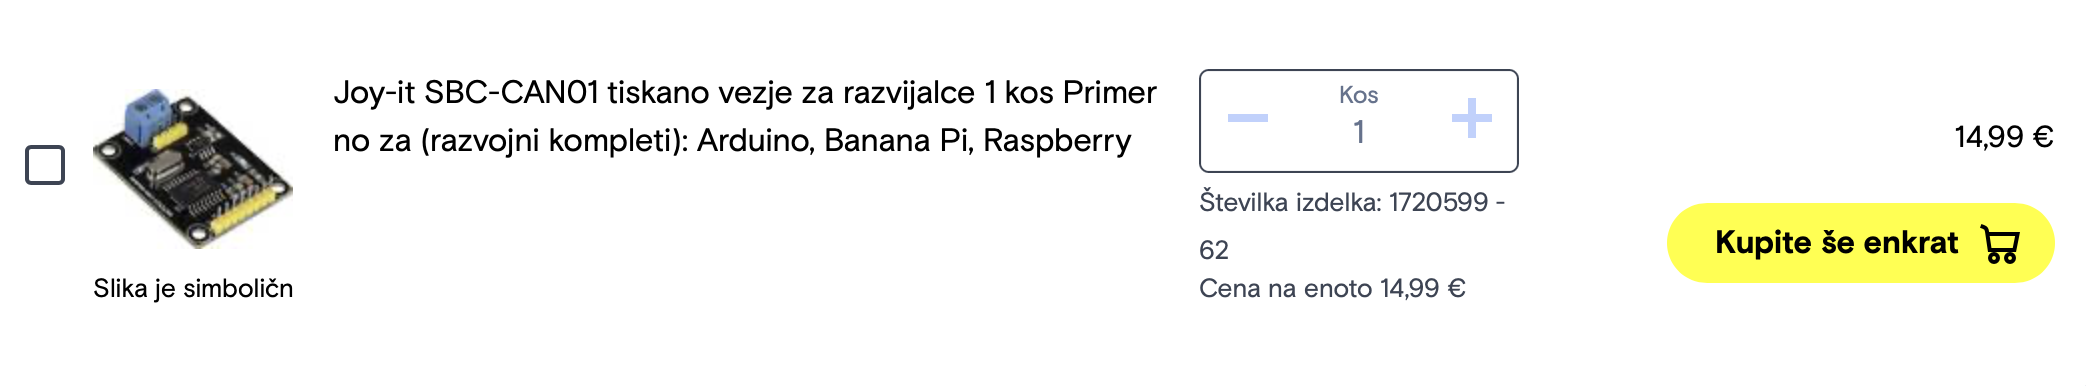 Joy-it SBC-CAN01 tiskano vezje za razvijalce 1 kos Primer
no za (razvojni kompleti): Arduino, Banana Pi, Raspberry
Slika je simboličn
Kos
1
Številka izdelka: 1720599 -
62
Cena na enoto 14,99 €
14,99 €
Kupite še enkrat